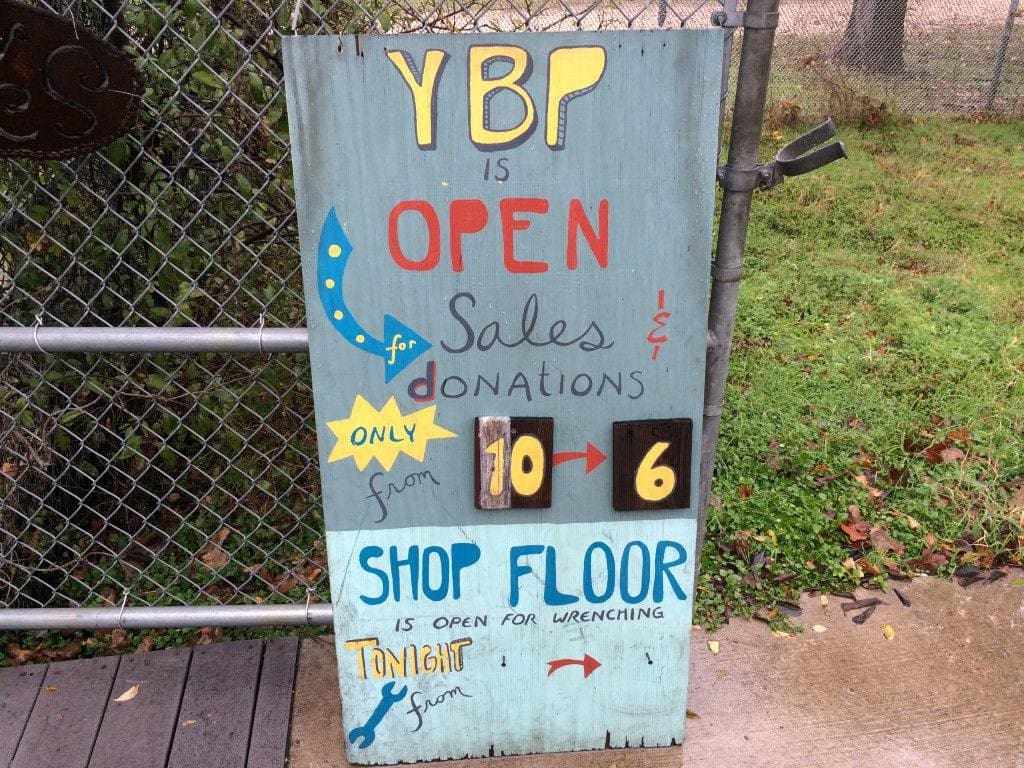 YBP
IS
OPEN
for Sales &
dONATiONS
ONLY
from 10 6
SHOP FLOOR
IS OPEN FOR WRENCHING
TONIGHT
from